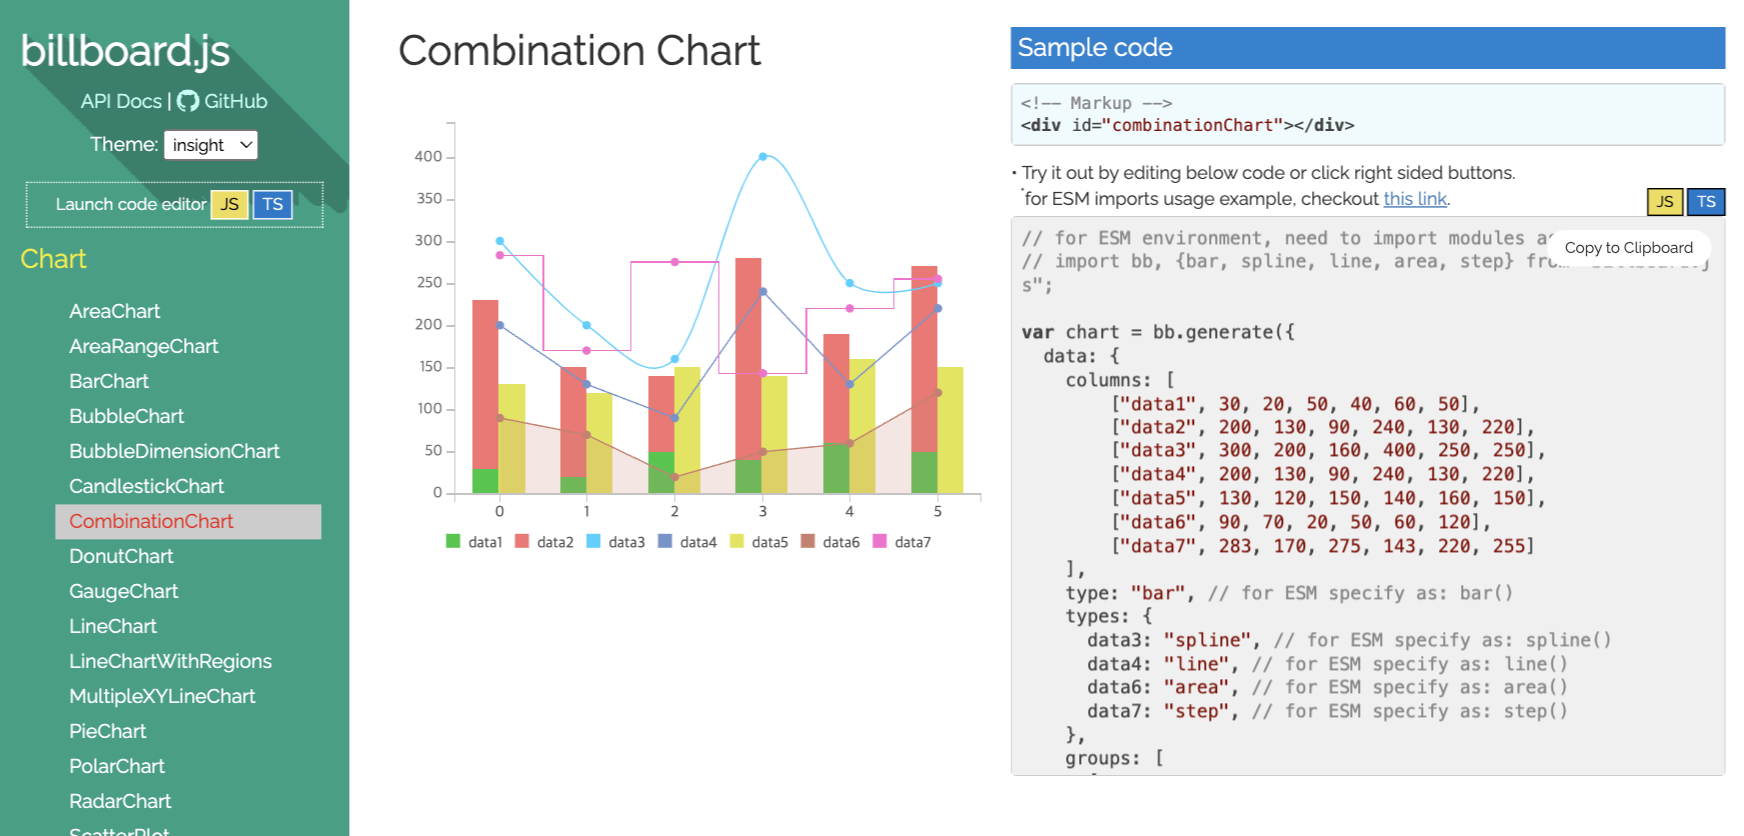 billboard.js
API Docs | GitHub
Theme: insight
Launch code editor JS TS
Chart
AreaChart
AreaRangeChart
BarChart
BubbleChart
BubbleDimensionChart
CandlestickChart
CombinationChart
DonutChart
GaugeChart
LineChart
LineChartWithRegions
MultipleXYLineChart
PieChart
PolarChart
RadarChart
ScatterPlot
Combination Chart
400
350
300
250
200
150
100
50
0
0 1 2 3 4 5
data1 data2 data3 data4 data5 data6 data7
Sample code
<!-- Markup -->
<div id="combinationChart"></div>
• Try it out by editing below code or click right sided buttons.
*for ESM imports usage example, checkout this link.
JS TS
Copy to Clipboard
// for ESM environment, need to import modules
// import bb, {bar, spline, line, area, step}
s";
var chart = bb.generate({
data: {
columns: [
["data1", 30, 20, 50, 40, 60, 50],
["data2", 200, 130, 90, 240, 130, 220],
["data3", 300, 200, 160, 400, 250, 250],
["data4", 200, 130, 90, 240, 130, 220],
["data5", 130, 120, 150, 140, 160, 150],
["data6", 90, 70, 20, 50, 60, 120],
["data7", 283, 170, 275, 143, 220, 255]
],
type: "bar", // for ESM specify as: bar()
types: {
data3: "spline", // for ESM specify as: spline()
data4: "line", // for ESM specify as: line()
data6: "area", // for ESM specify as: area()
data7: "step", // for ESM specify as: step()
},
groups: [